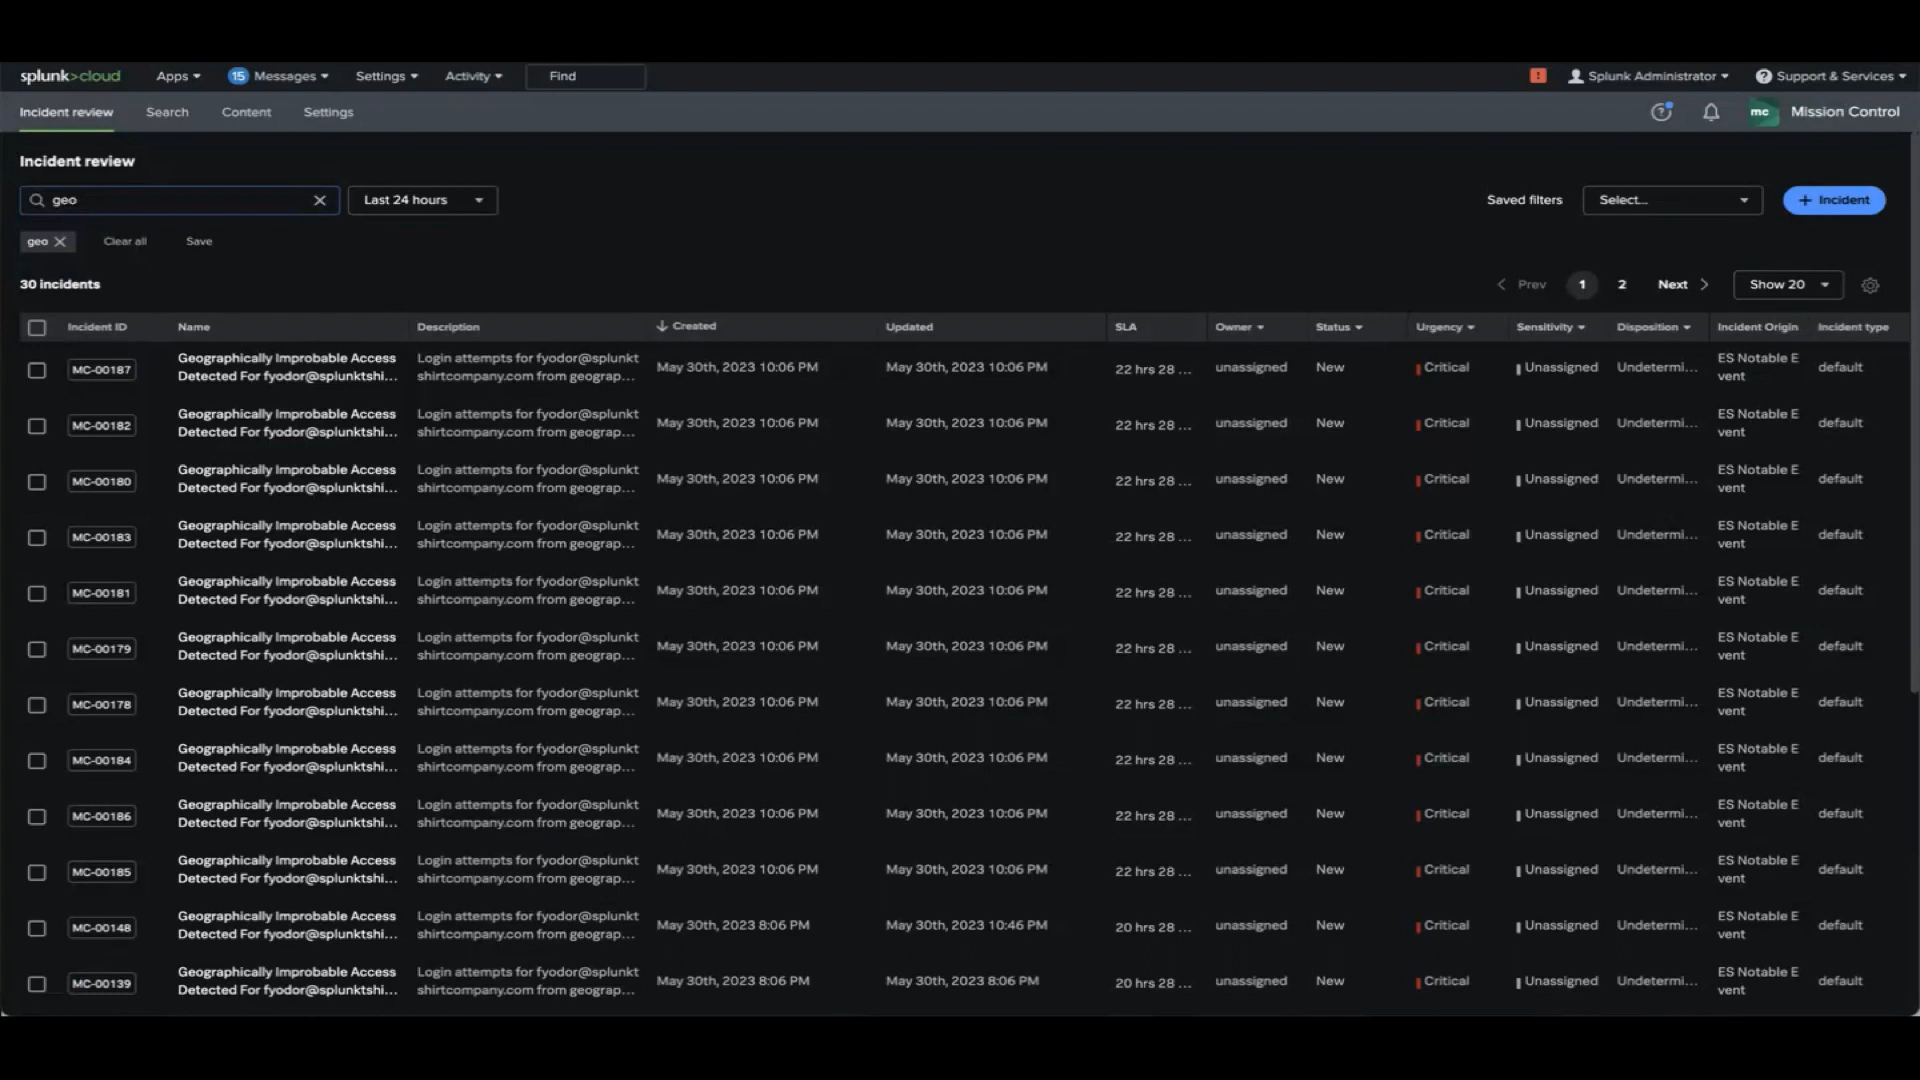 splunk>cloud Apps 15 Messages Settings Activity Find ! Splunk Administrator ? Support & Services
Incident review Search Content Settings ? mc Mission Control
Incident review
geo Last 24 hours Saved filters Select... + Incident
geo Clear all Save
30 incidents < Prev 1 2 Next > Show 20
Incident ID Name Description Created Updated SLA Owner Status Urgency Sensitivity Disposition Incident Origin Incident type
MC-00187 Geographically Improbable Access Login attempts for fyodor@splunkt May 30th, 2023 10:06 PM May 30th, 2023 10:06 PM 22 hrs 28 ... unassigned New Critical Unassigned Undetermi... ES Notable E default
Detected For fyodor@splunktshi... shirtcompany.com from geograp... vent
MC-00182 Geographically Improbable Access Login attempts for fyodor@splunkt May 30th, 2023 10:06 PM May 30th, 2023 10:06 PM 22 hrs 28 ... unassigned New Critical Unassigned Undetermi... ES Notable E default
Detected For fyodor@splunktshi... shirtcompany.com from geograp... vent
MC-00180 Geographically Improbable Access Login attempts for fyodor@splunkt May 30th, 2023 10:06 PM May 30th, 2023 10:06 PM 22 hrs 28 ... unassigned New Critical Unassigned Undetermi... ES Notable E default
Detected For fyodor@splunktshi... shirtcompany.com from geograp... vent
MC-00183 Geographically Improbable Access Login attempts for fyodor@splunkt May 30th, 2023 10:06 PM May 30th, 2023 10:06 PM 22 hrs 28 ... unassigned New Critical Unassigned Undetermi... ES Notable E default
Detected For fyodor@splunktshi... shirtcompany.com from geograp... vent
MC-00181 Geographically Improbable Access Login attempts for fyodor@splunkt May 30th, 2023 10:06 PM May 30th, 2023 10:06 PM 22 hrs 28 ... unassigned New Critical Unassigned Undetermi... ES Notable E default
Detected For fyodor@splunktshi... shirtcompany.com from geograp... vent
MC-00179 Geographically Improbable Access Login attempts for fyodor@splunkt May 30th, 2023 10:06 PM May 30th, 2023 10:06 PM 22 hrs 28 ... unassigned New Critical Unassigned Undetermi... ES Notable E default
Detected For fyodor@splunktshi... shirtcompany.com from geograp... vent
MC-00178 Geographically Improbable Access Login attempts for fyodor@splunkt May 30th, 2023 10:06 PM May 30th, 2023 10:06 PM 22 hrs 28 ... unassigned New Critical Unassigned Undetermi... ES Notable E default
Detected For fyodor@splunktshi... shirtcompany.com from geograp... vent
MC-00184 Geographically Improbable Access Login attempts for fyodor@splunkt May 30th, 2023 10:06 PM May 30th, 2023 10:06 PM 22 hrs 28 ... unassigned New Critical Unassigned Undetermi... ES Notable E default
Detected For fyodor@splunktshi... shirtcompany.com from geograp... vent
MC-00186 Geographically Improbable Access Login attempts for fyodor@splunkt May 30th, 2023 10:06 PM May 30th, 2023 10:06 PM 22 hrs 28 ... unassigned New Critical Unassigned Undetermi... ES Notable E default
Detected For fyodor@splunktshi... shirtcompany.com from geograp... vent
MC-00185 Geographically Improbable Access Login attempts for fyodor@splunkt May 30th, 2023 10:06 PM May 30th, 2023 10:06 PM 22 hrs 28 ... unassigned New Critical Unassigned Undetermi... ES Notable E default
Detected For fyodor@splunktshi... shirtcompany.com from geograp... vent
MC-00148 Geographically Improbable Access Login attempts for fyodor@splunkt May 30th, 2023 8:06 PM May 30th, 2023 10:46 PM 20 hrs 28 ... unassigned New Critical Unassigned Undetermi... ES Notable E default
Detected For fyodor@splunktshi... shirtcompany.com from geograp... vent
MC-00139 Geographically Improbable Access Login attempts for fyodor@splunkt May 30th, 2023 8:06 PM May 30th, 2023 8:06 PM 20 hrs 28 ... unassigned New Critical Unassigned Undetermi... ES Notable E default
Detected For fyodor@splunktshi... shirtcompany.com from geograp... vent